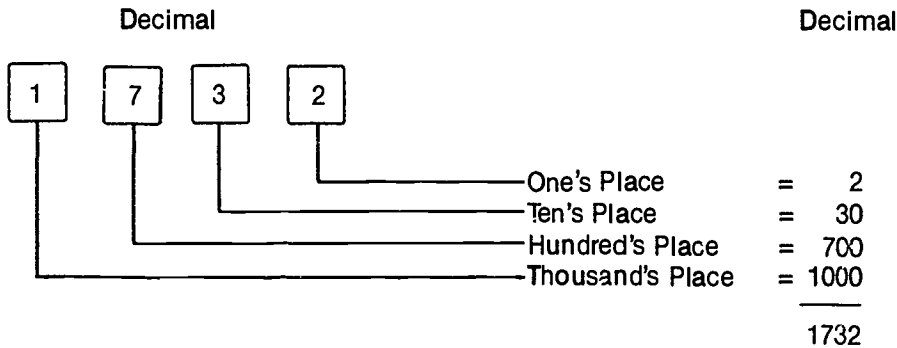 Decimal Decimal
1 7 3 2
One's Place = 2
Ten's Place = 30
Hundred's Place = 700
Thousand's Place = 1000
1732